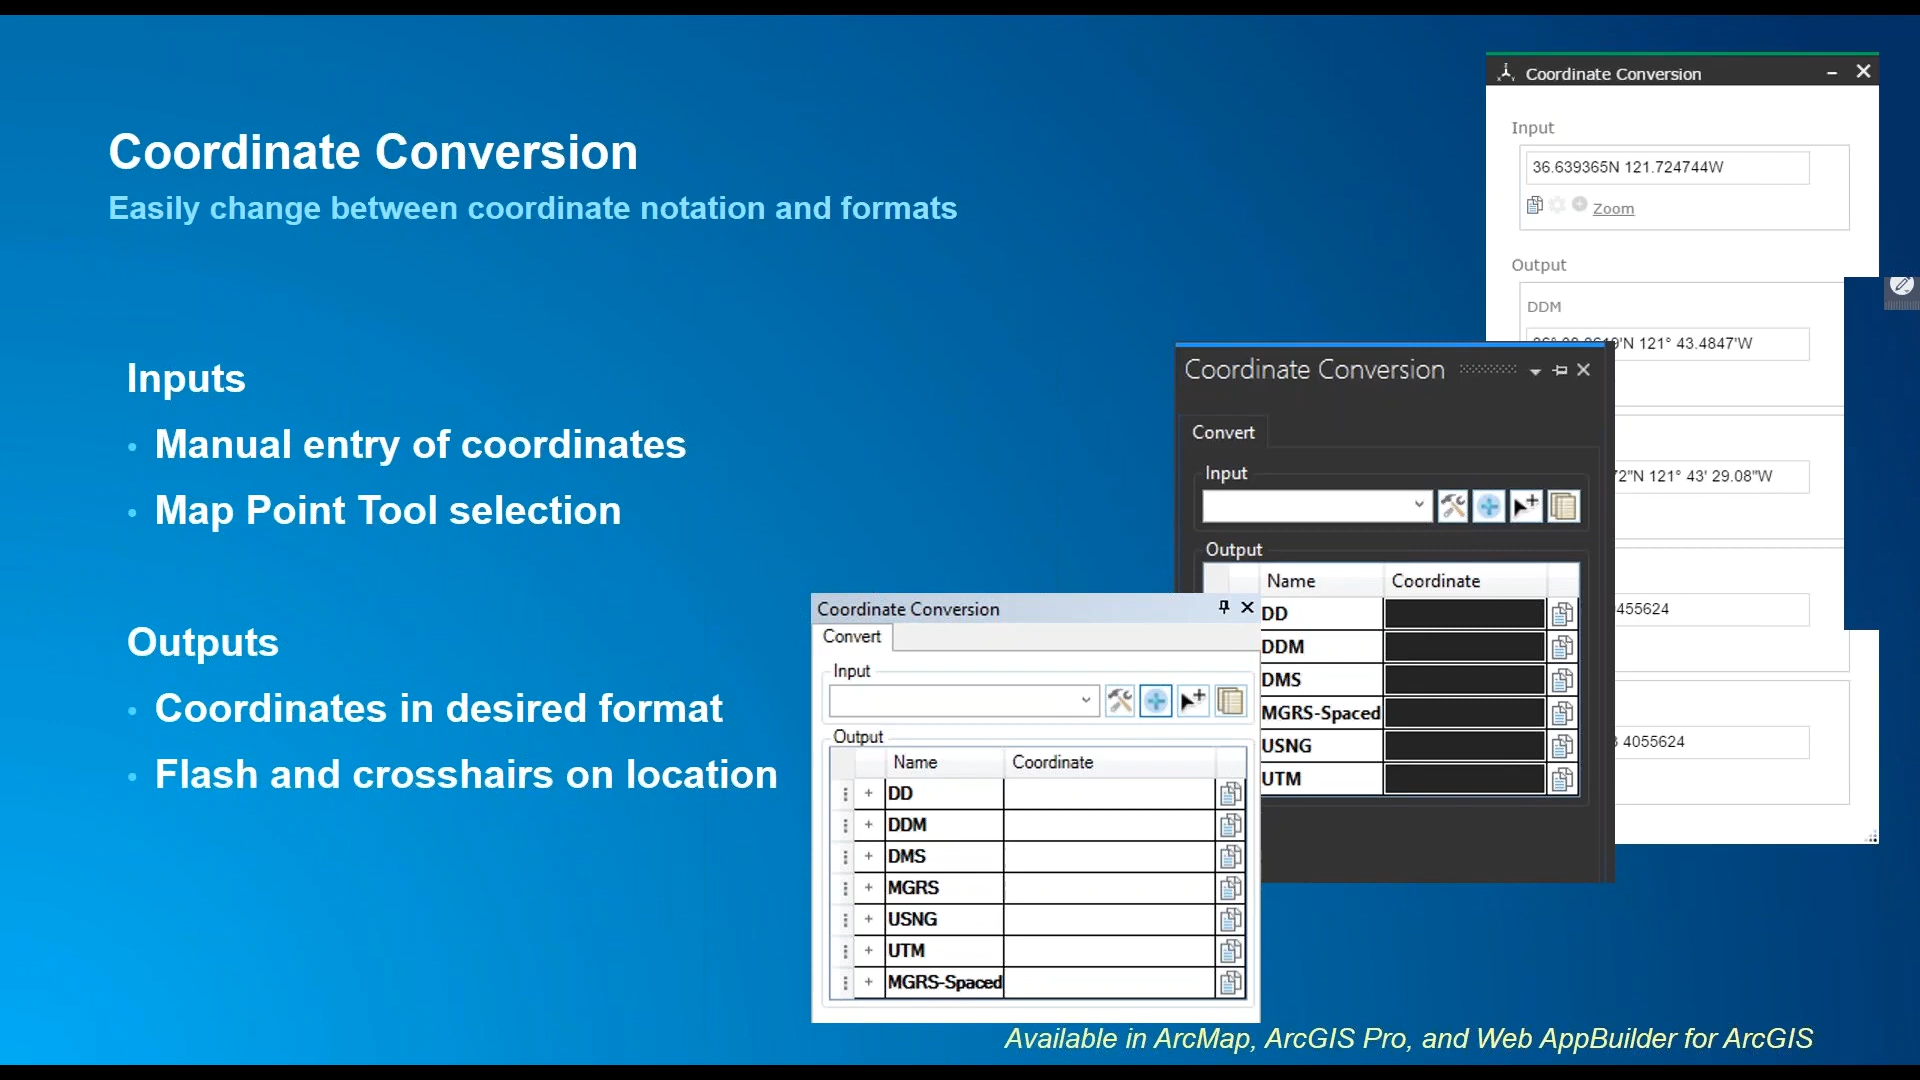 Coordinate Conversion
Easily change between coordinate notation and formats
Inputs
• Manual entry of coordinates
• Map Point Tool selection
Outputs
• Coordinates in desired format
• Flash and crosshairs on location
Coordinate Conversion
Input
36.639365N 121.724744W
Zoom
Output
DDM
'N 121° 43.4847'W
2"N 121° 43' 29.08"W
455624
4055624
Coordinate Conversion
Convert
Input
Output
Name Coordinate
DD
DDM
DMS
MGRS-Spaced
USNG
UTM
Coordinate Conversion
Convert
Input
Output
Name Coordinate
+ DD
+ DDM
+ DMS
+ MGRS
+ USNG
+ UTM
+ MGRS-Spaced
Available in ArcMap, ArcGIS Pro, and Web AppBuilder for ArcGIS